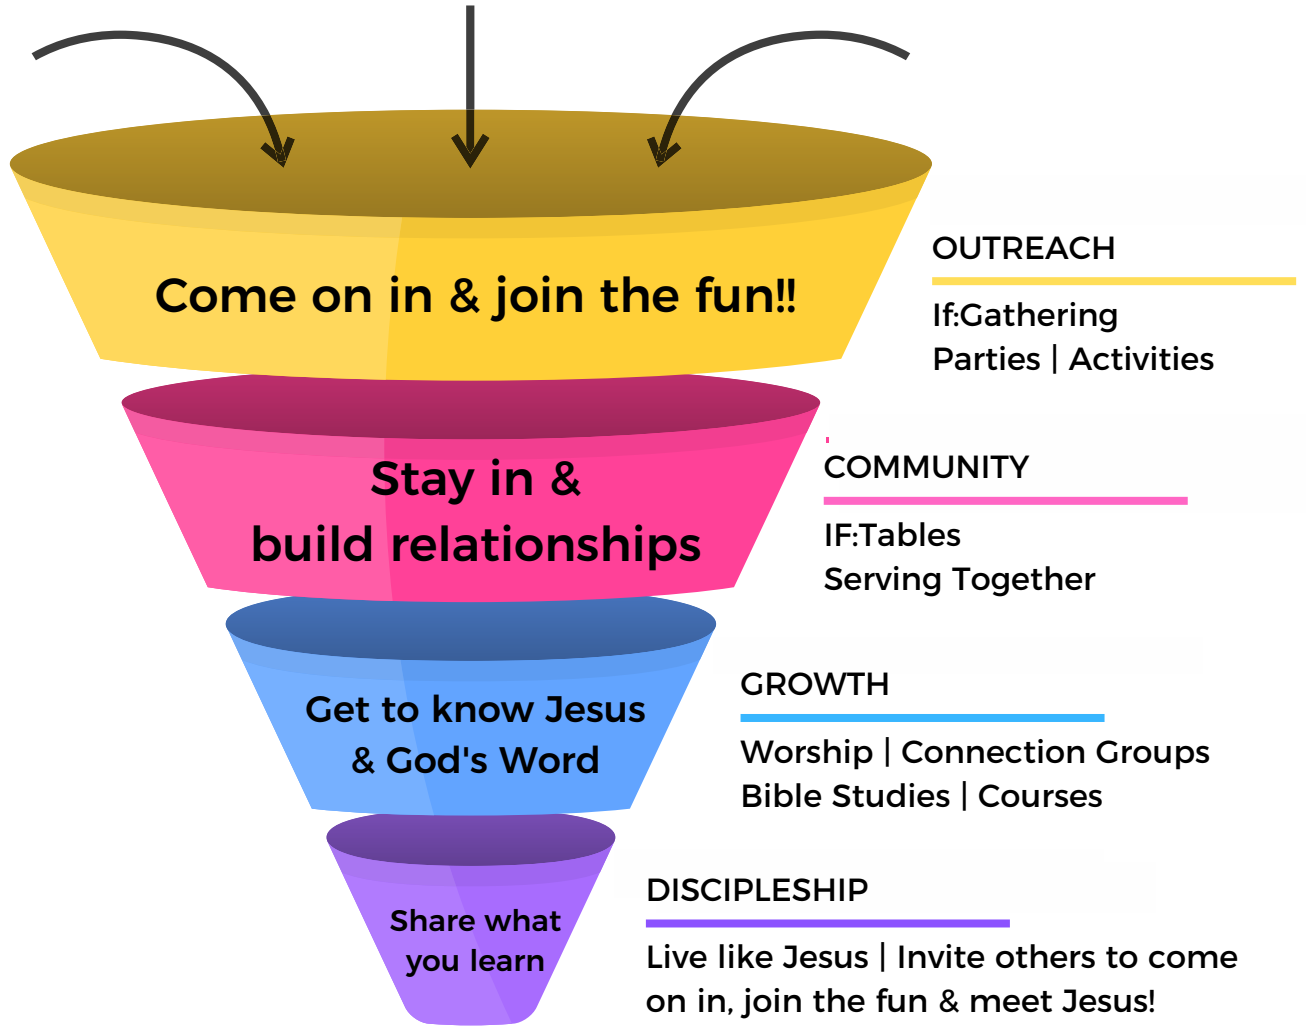 Come on in & join the fun!!
OUTREACH
If:Gathering
Parties | Activities
Stay in &
build relationships
COMMUNITY
IF:Tables
Serving Together
Get to know Jesus
& God's Word
GROWTH
Worship | Connection Groups
Bible Studies | Courses
Share what
you learn
DISCIPLESHIP
Live like Jesus | Invite others to come
on in, join the fun & meet Jesus!